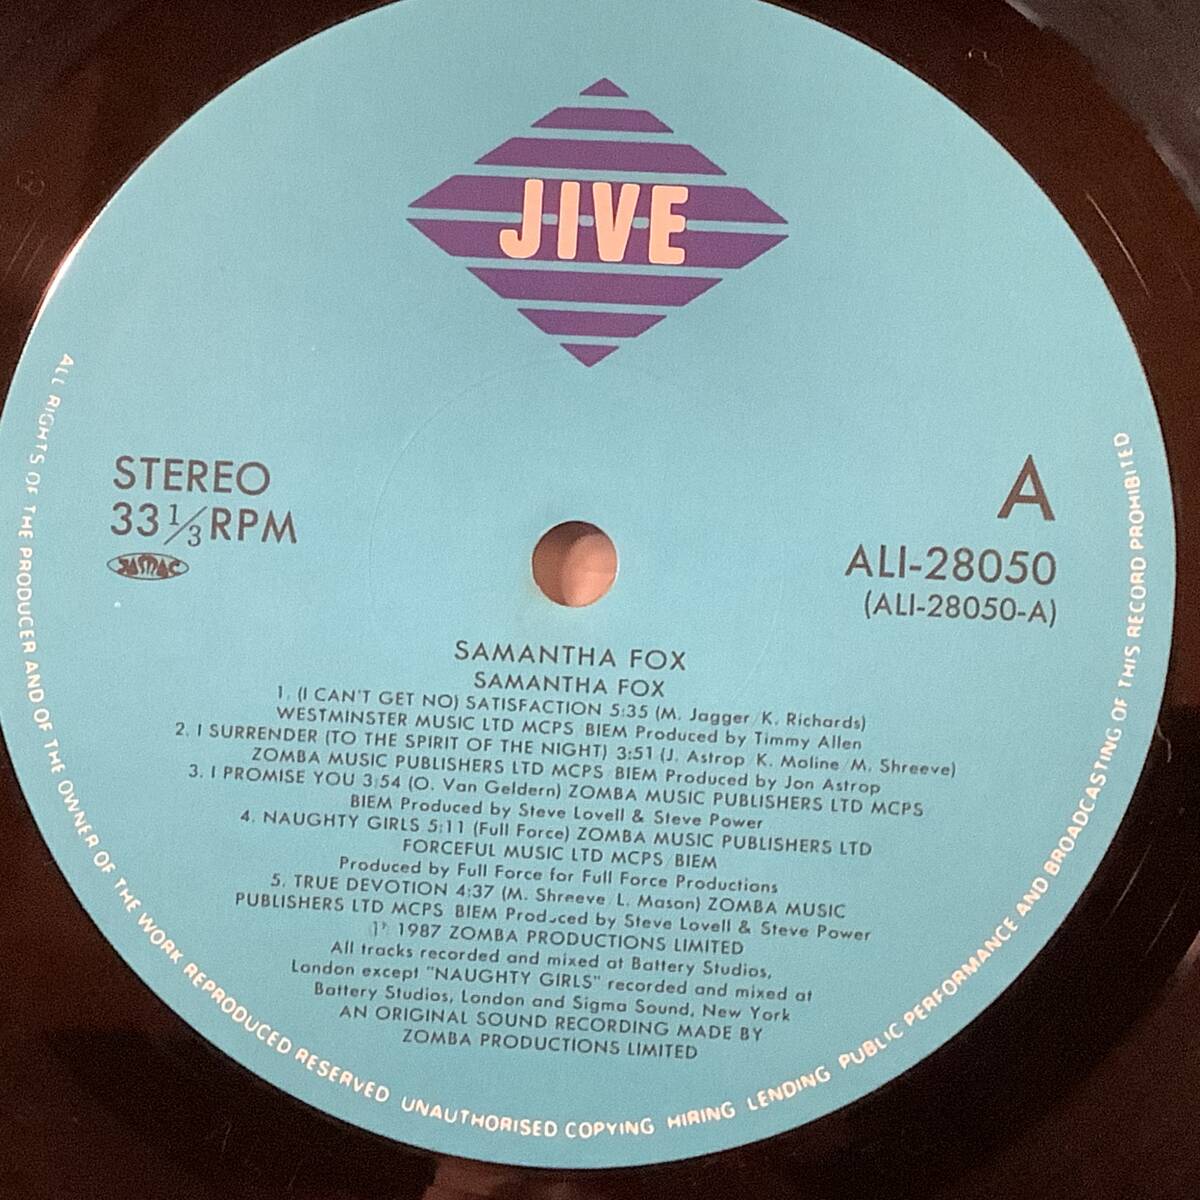 JIVE
STEREO
33 1/3 RPM
JASRAC
A
ALI-28050
(ALI-28050-A)
SAMANTHA FOX
SAMANTHA FOX
1. (I CAN'T GET NO) SATISFACTION 5:35 (M. Jagger/K. Richards)
WESTMINSTER MUSIC LTD MCPS/BIEM Produced by Timmy Allen
2. I SURRENDER (TO THE SPIRIT OF THE NIGHT) 3:51 (J. Astrop/K. Moline/M. Shreeve)
ZOMBA MUSIC PUBLISHERS LTD MCPS/BIEM Produced by Jon Astrop
3. I PROMISE YOU 3:54 (O. Van Geldern) ZOMBA MUSIC PUBLISHERS LTD MCPS
BIEM Produced by Steve Lovell & Steve Power
4. NAUGHTY GIRLS 5:11 (Full Force) ZOMBA MUSIC PUBLISHERS LTD
FORCEFUL MUSIC LTD MCPS/BIEM
Produced by Full Force for Full Force Productions
5. TRUE DEVOTION 4:37 (M. Shreeve/L. Mason) ZOMBA MUSIC
PUBLISHERS LTD MCPS/BIEM Produced by Steve Lovell & Steve Power
℗ 1987 ZOMBA PRODUCTIONS LIMITED
All tracks recorded and mixed at Battery Studios,
London except "NAUGHTY GIRLS" recorded and mixed at
Battery Studios, London and Sigma Sound, New York
AN ORIGINAL SOUND RECORDING MADE BY
ZOMBA PRODUCTIONS LIMITED
ALL RIGHTS OF THE PRODUCER AND OF THE OWNER OF THE WORK REPRODUCED RESERVED UNAUTHORISED COPYING HIRING LENDING PUBLIC PERFORMANCE AND BROADCASTING OF THIS RECORD PROHIBITED